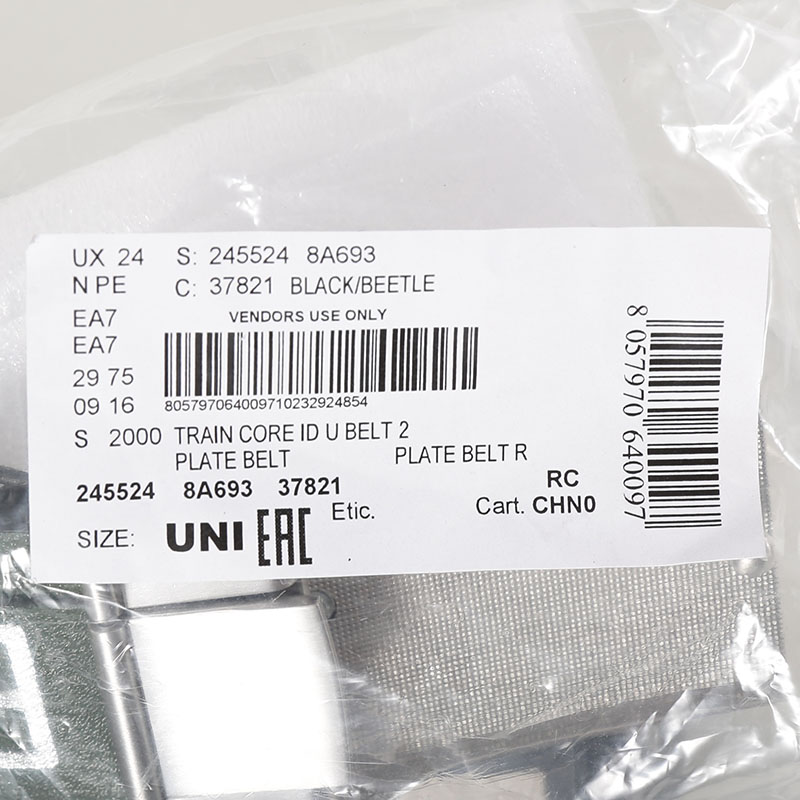 UX 24 S: 245524 8A693
N PE C: 37821 BLACK/BEETLE
EA7 VENDORS USE ONLY
EA7
29 75
09 16 805797064009710232924854
S 2000 TRAIN CORE ID U BELT 2
PLATE BELT PLATE BELT R
245524 8A693 37821 RC
Etic. Cart. CHN0
SIZE: UNI EAC
8 057970 640097